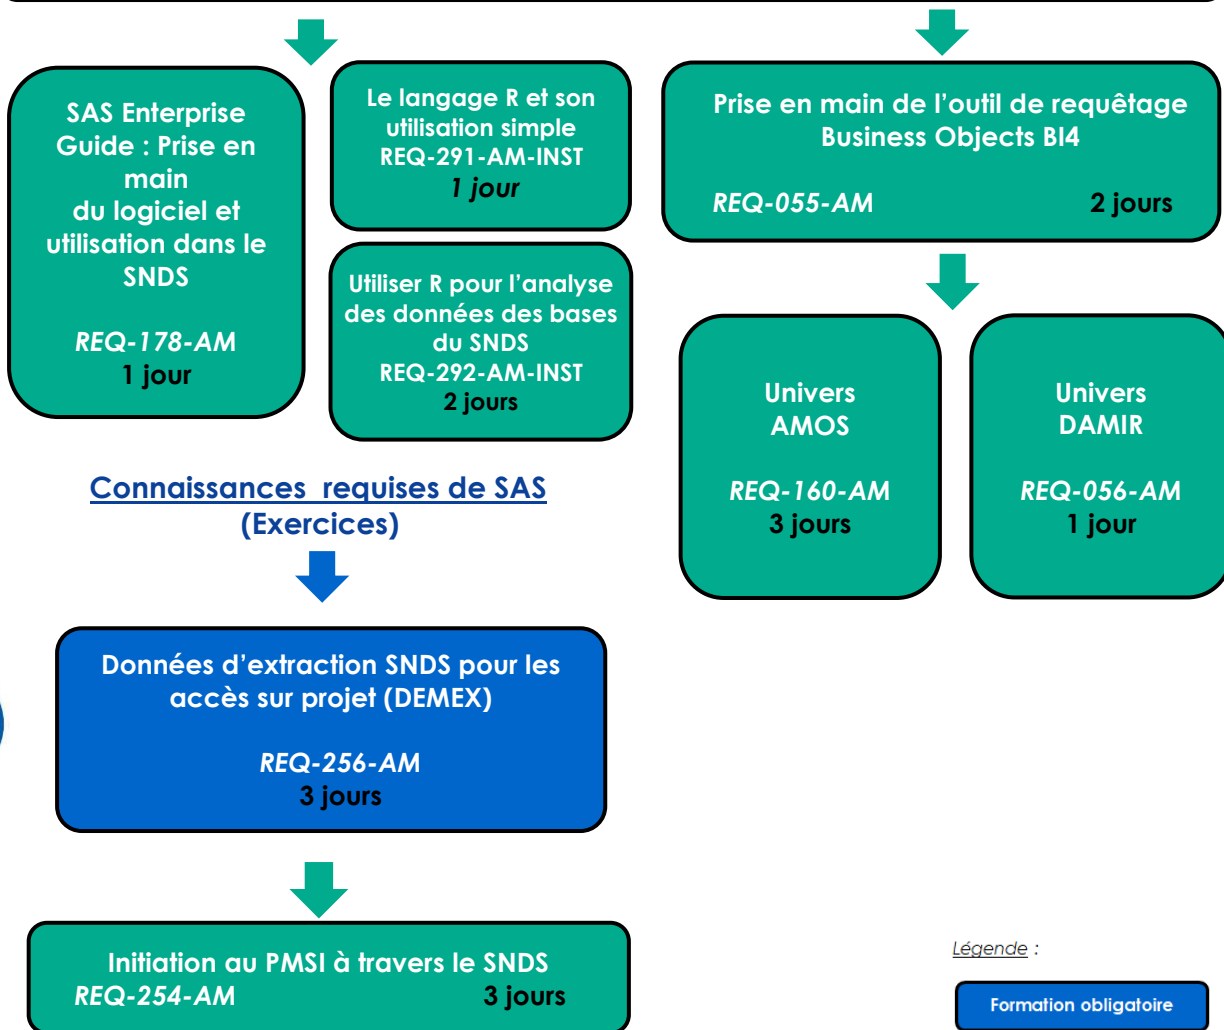 SAS Enterprise
Guide : Prise en
main
du logiciel et
utilisation dans le
SNDS
REQ-178-AM
1 jour
Le langage R et son
utilisation simple
REQ-291-AM-INST
1 jour
Utiliser R pour l’analyse
des données des bases
du SNDS
REQ-292-AM-INST
2 jours
Prise en main de l’outil de requêtage
Business Objects BI4
REQ-055-AM 2 jours
Univers
AMOS
REQ-160-AM
3 jours
Univers
DAMIR
REQ-056-AM
1 jour
Connaissances requises de SAS
(Exercices)
Données d’extraction SNDS pour les
accès sur projet (DEMEX)
REQ-256-AM
3 jours
Initiation au PMSI à travers le SNDS
REQ-254-AM 3 jours
Légende :
Formation obligatoire